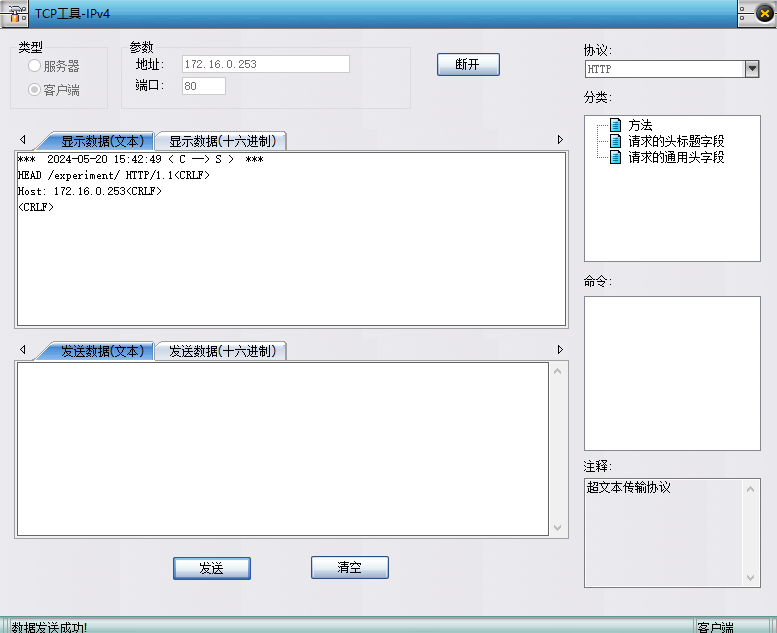 TCP工具-IPv4
类型
服务器
客户端
参数
地址: 172.16.0.253
端口: 80
断开
协议:
HTTP
分类:
方法
请求的头标题字段
请求的通用头字段
显示数据(文本) 显示数据(十六进制)
*** 2024-05-20 15:42:49 < C --> S > ***
HEAD /experiment/ HTTP/1.1<CRLF>
Host: 172.16.0.253<CRLF>
<CRLF>
命令:
发送数据(文本) 发送数据(十六进制)
注释:
超文本传输协议
发送 清空
数据发送成功! 客户端